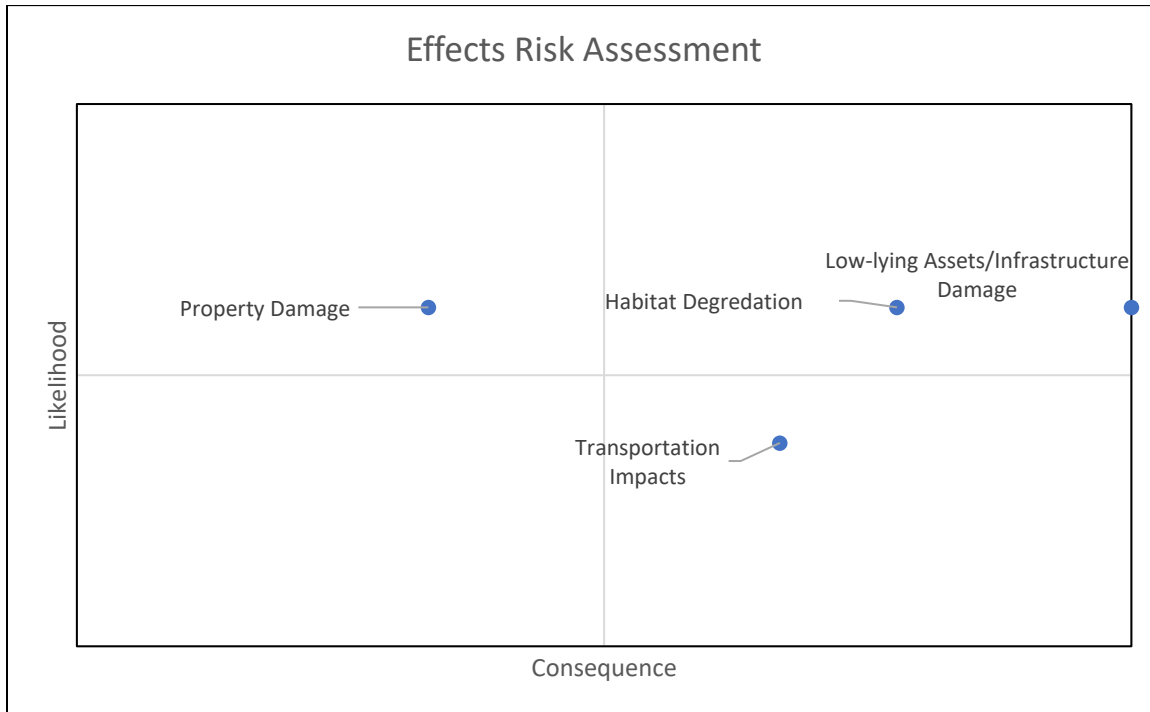 Effects Risk Assessment
Low-lying Assets/Infrastructure
Damage
Property Damage
Habitat Degredation
Likelihood
Transportation
Impacts
Consequence